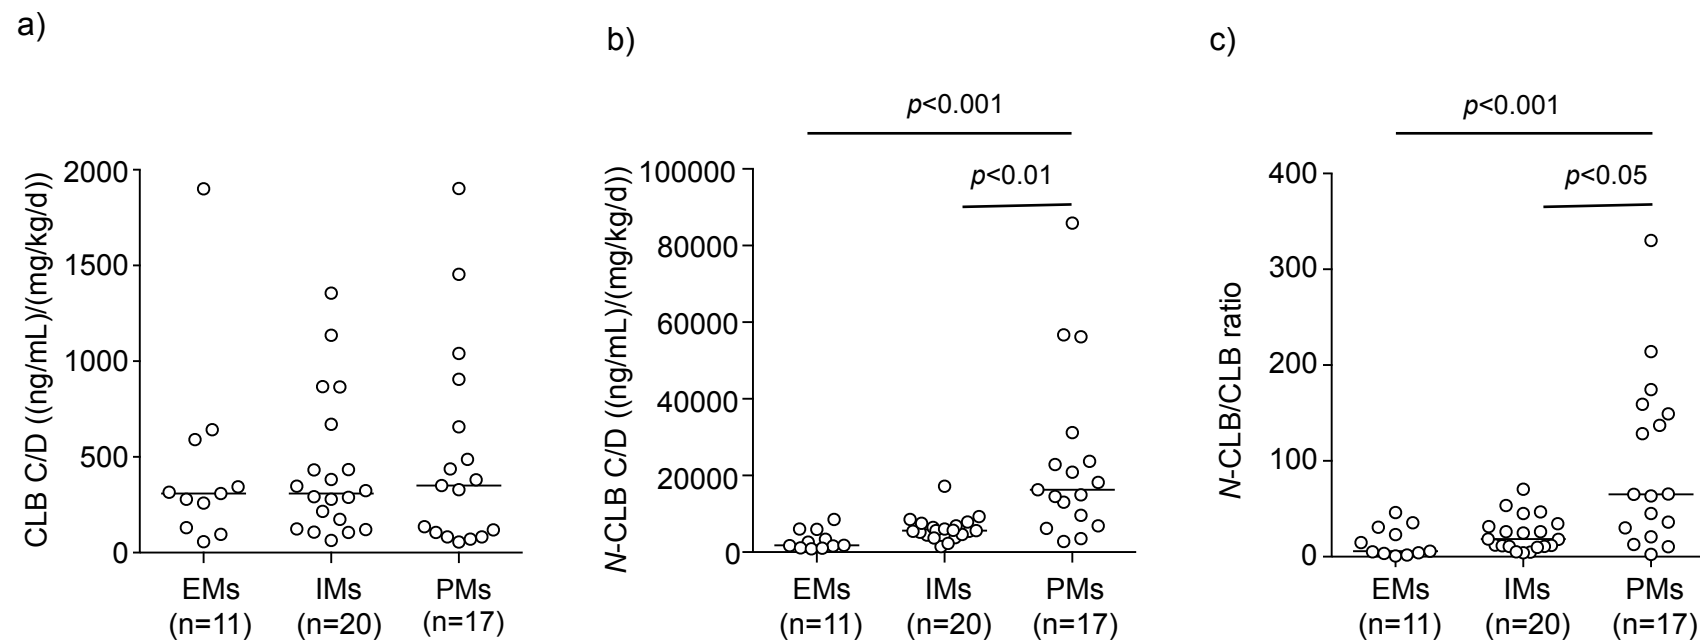 a)
CLB C/D ((ng/mL)/(mg/kg/d))
2000
1500
1000
500
0
EMs
(n=11)
IMs
(n=20)
PMs
(n=17)
b)
N-CLB C/D ((ng/mL)/(mg/kg/d))
p<0.001
p<0.01
100000
80000
60000
40000
20000
0
EMs
(n=11)
IMs
(n=20)
PMs
(n=17)
c)
N-CLB/CLB ratio
p<0.001
p<0.05
400
300
200
100
0
EMs
(n=11)
IMs
(n=20)
PMs
(n=17)